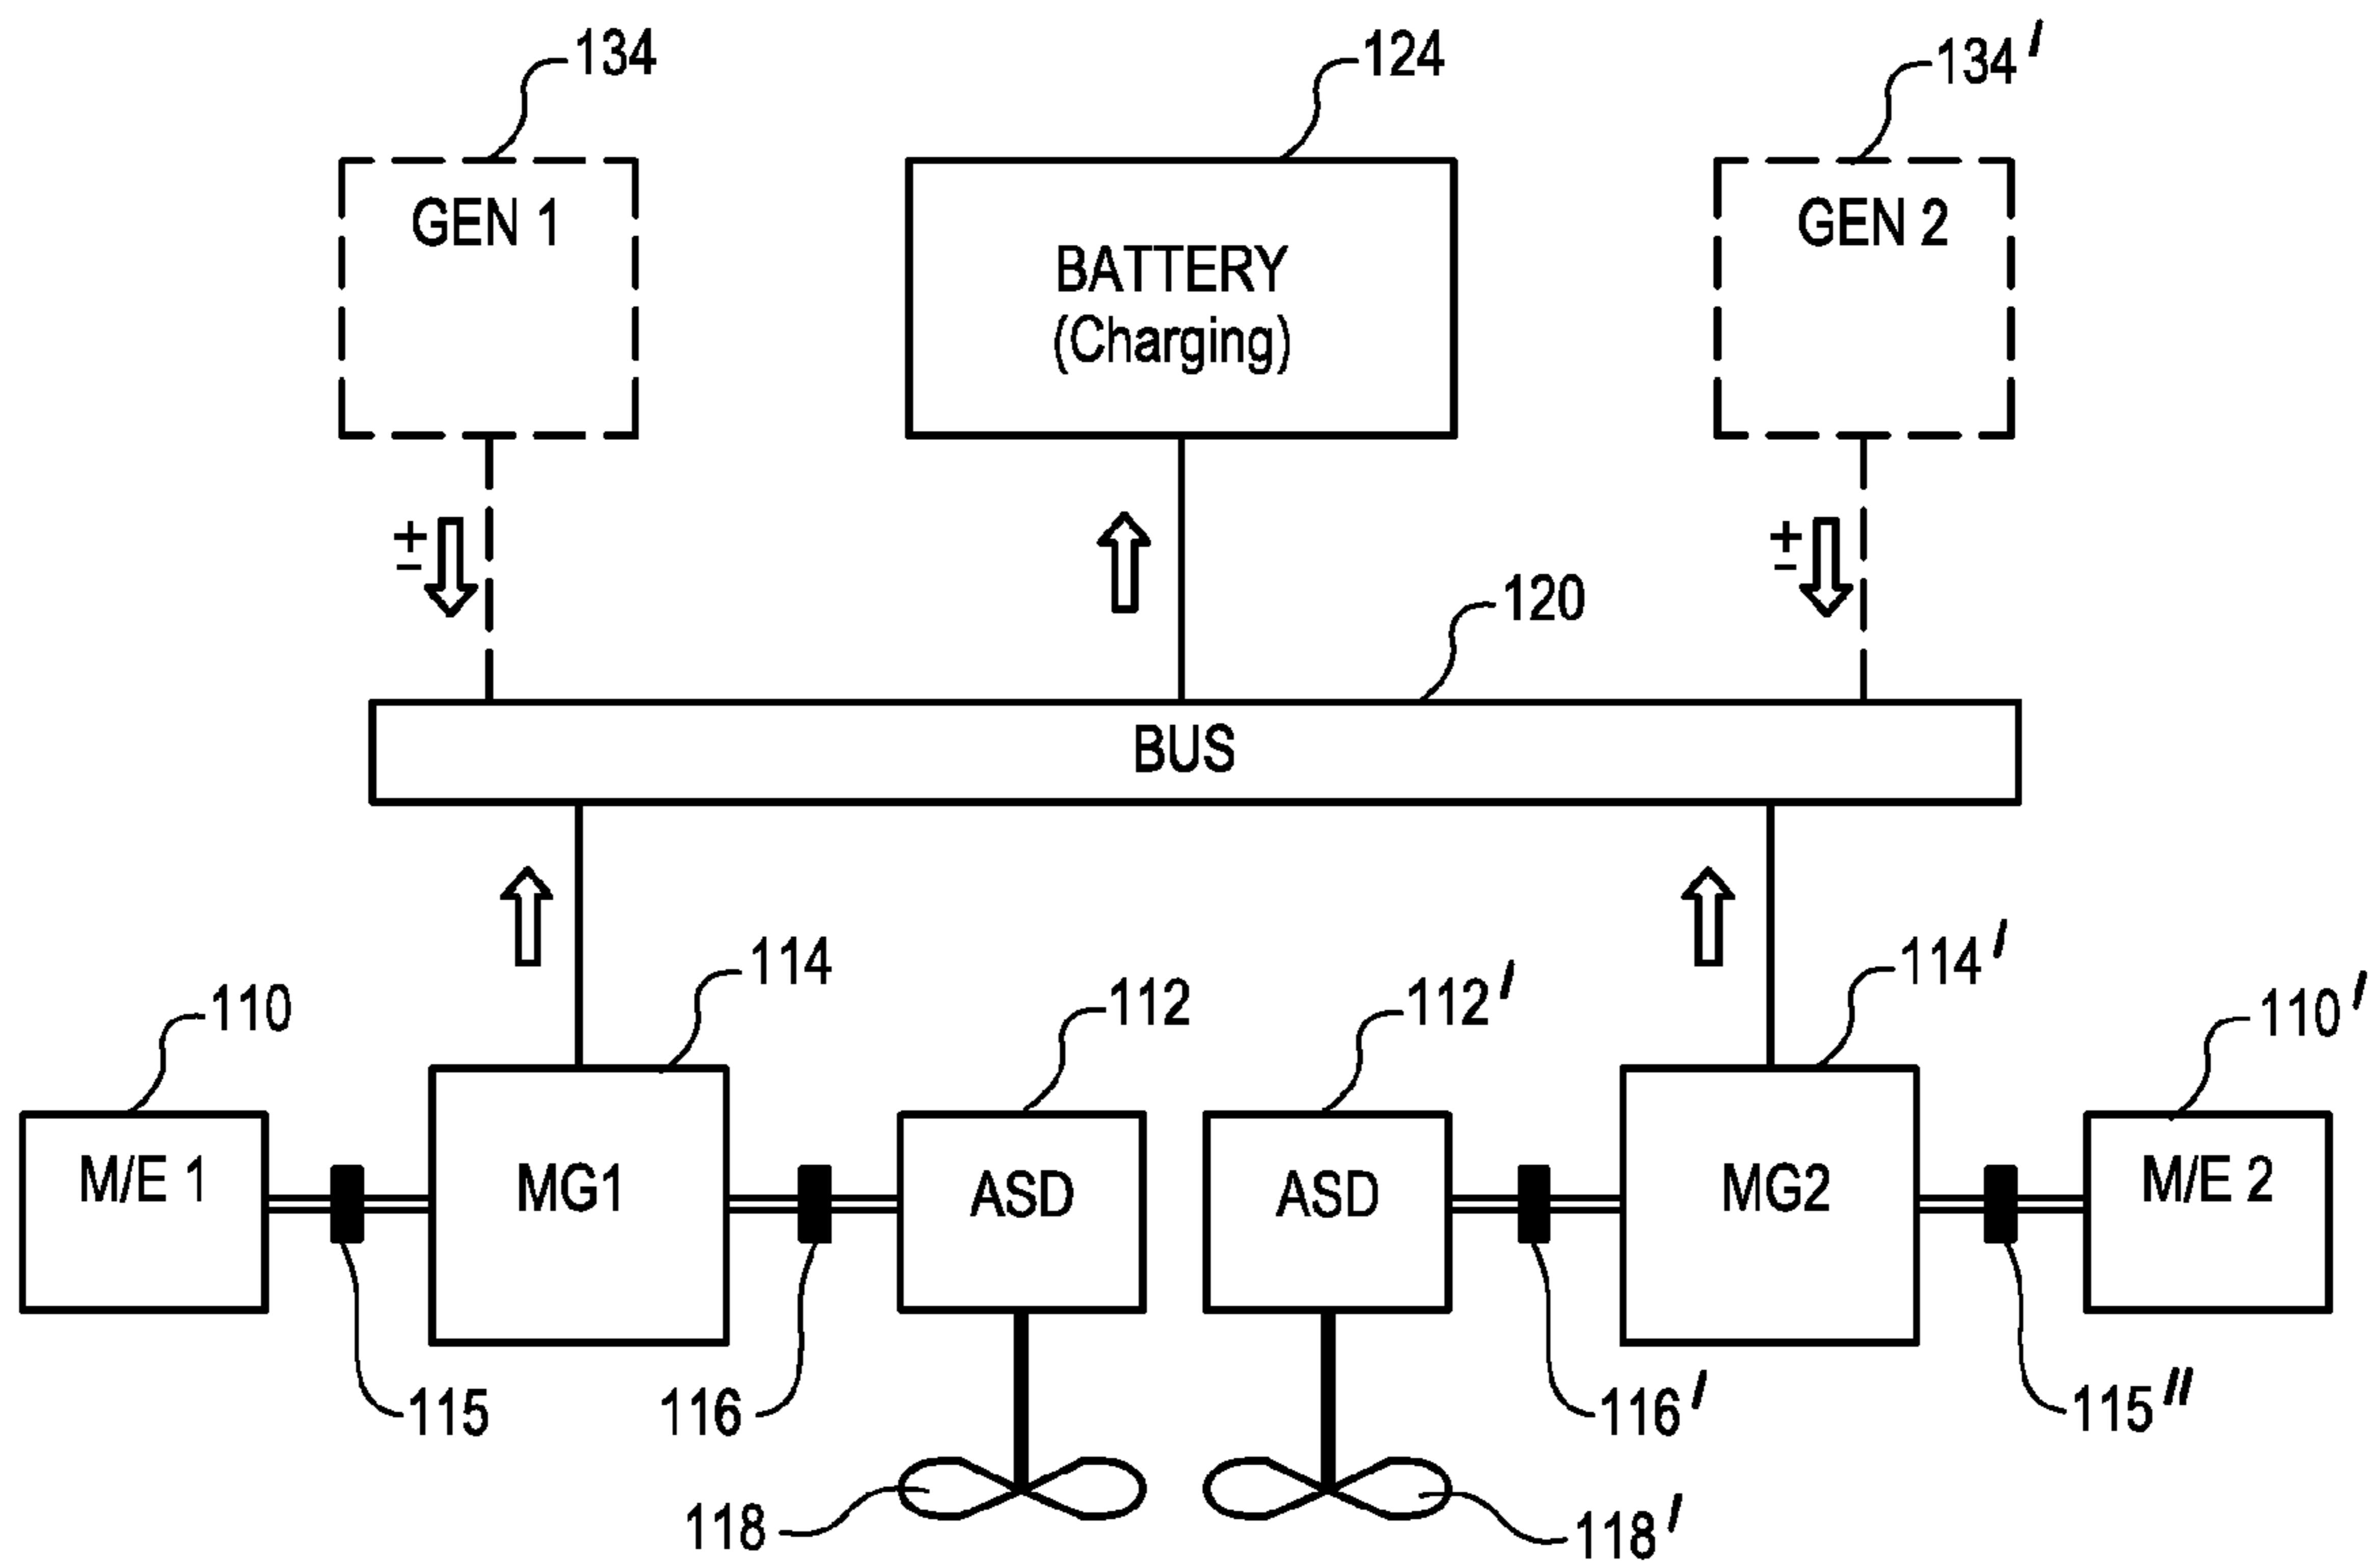 134
124
134′
GEN 1
BATTERY
(Charging)
GEN 2
±
±
120
BUS
110
114
112
112′
114′
110′
M/E 1
MG1
ASD
ASD
MG2
M/E 2
115
116
116′
115″
118
118′